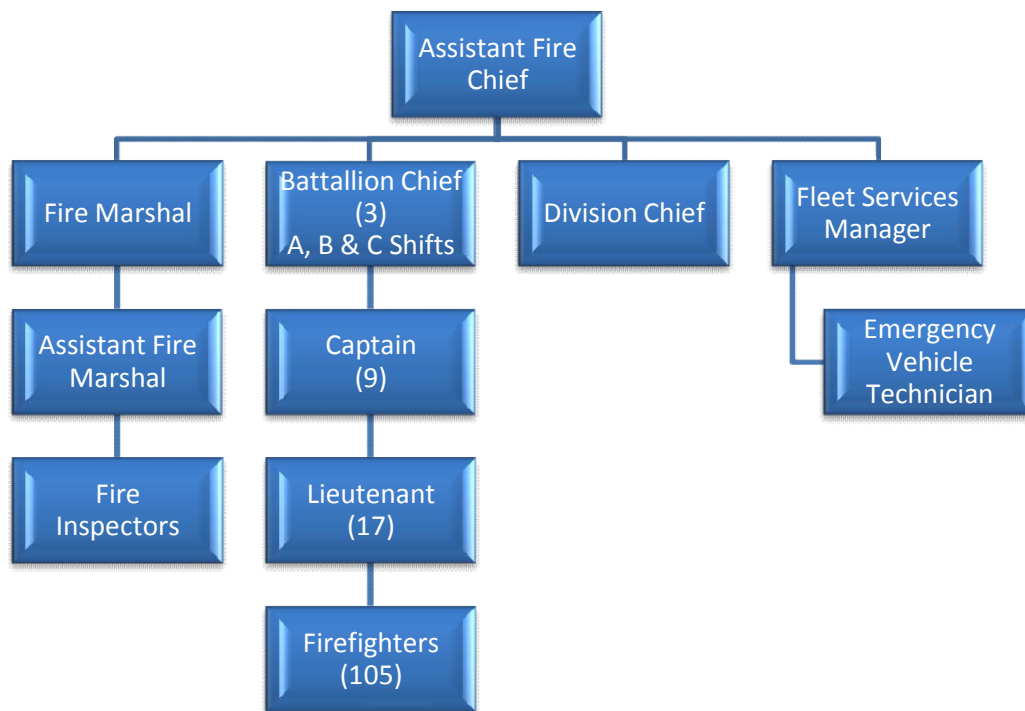 Assistant Fire
Chief
Fire Marshal
Battallion Chief
(3)
A, B & C Shifts
Division Chief
Fleet Services
Manager
Assistant Fire
Marshal
Captain
(9)
Emergency
Vehicle
Technician
Fire
Inspectors
Lieutenant
(17)
Firefighters
(105)